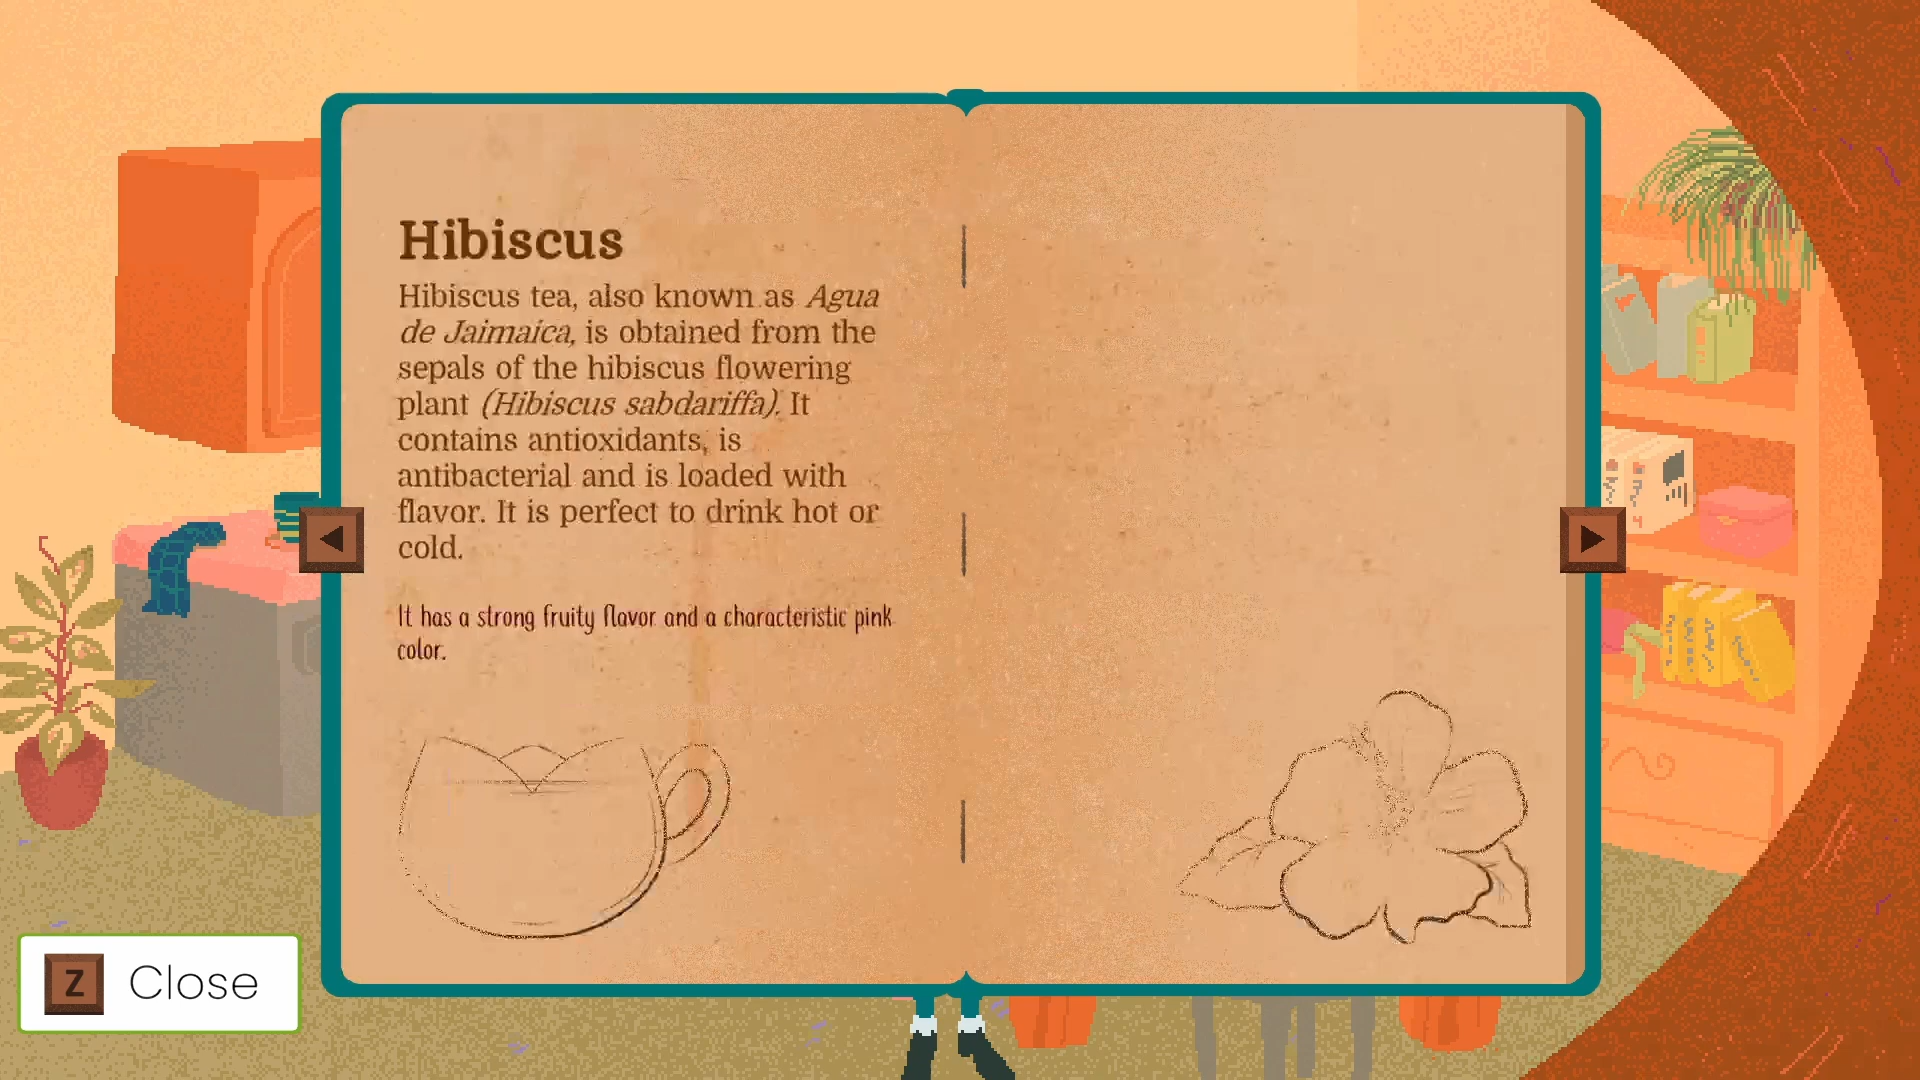 Hibiscus
Hibiscus tea, also known as Agua
de Jaimaica, is obtained from the
sepals of the hibiscus flowering
plant (Hibiscus sabdariffa). It
contains antioxidants, is
antibacterial and is loaded with
flavor. It is perfect to drink hot or
cold.
It has a strong fruity flavor and a characteristic pink
color.
Z Close